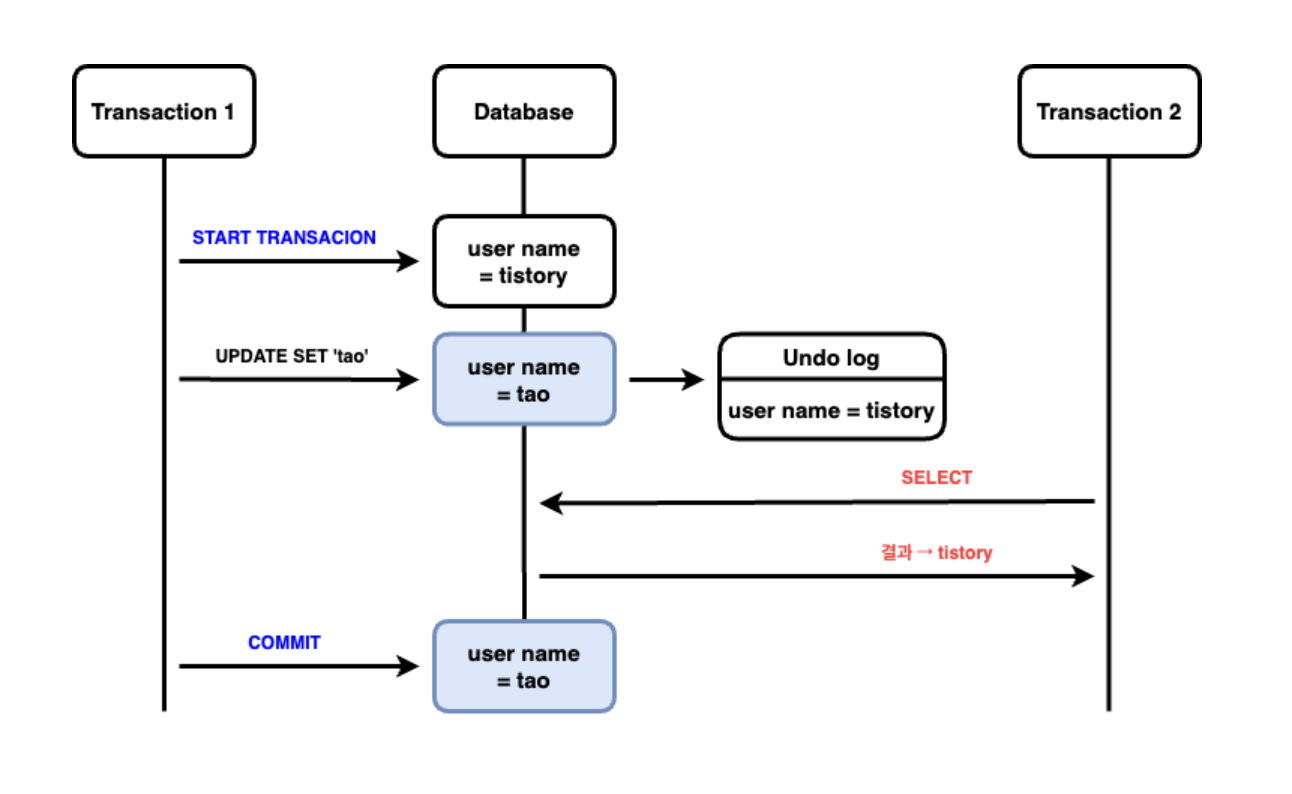 Transaction 1
Database
Transaction 2
START TRANSACION
user name
= tistory
UPDATE SET 'tao'
user name
= tao
Undo log
user name = tistory
SELECT
결과 → tistory
COMMIT
user name
= tao